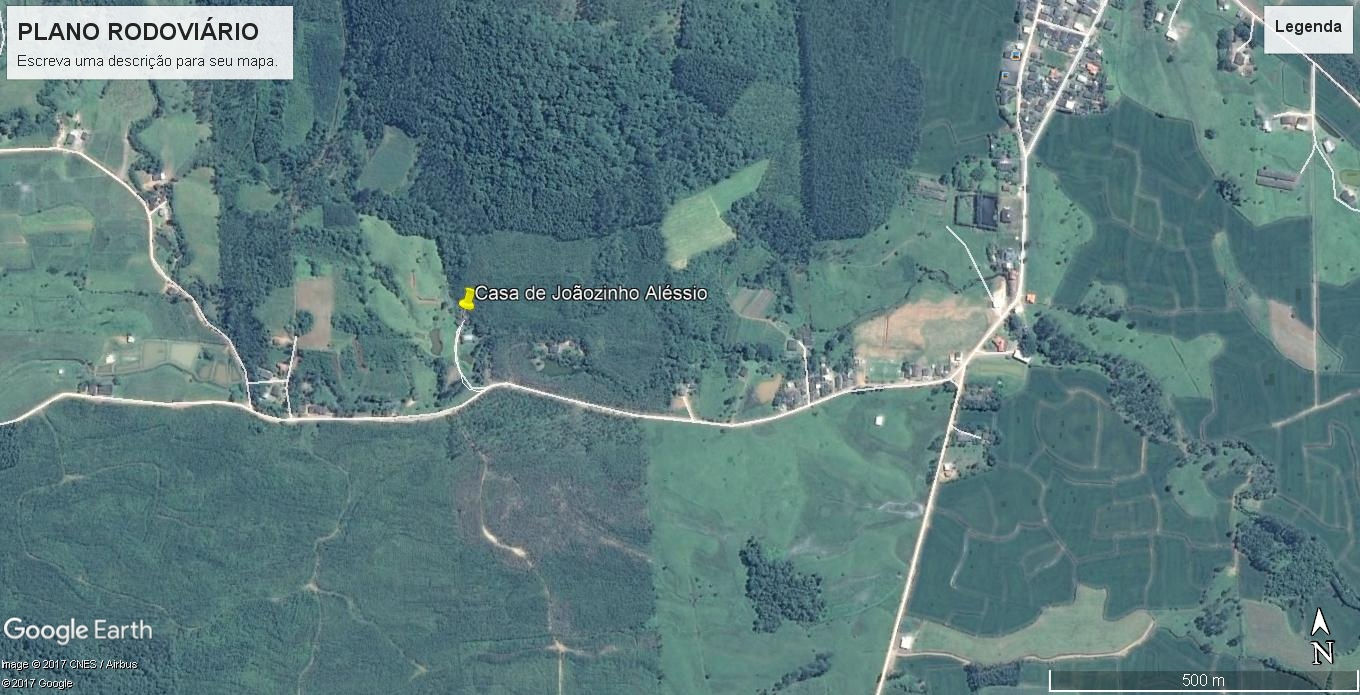 PLANO RODOVIÁRIO
Escreva uma descrição para seu mapa.
Legenda
Casa de Joãozinho Aléssio
Google Earth
Image © 2017 CNES / Airbus
© 2017 Google
N
500 m